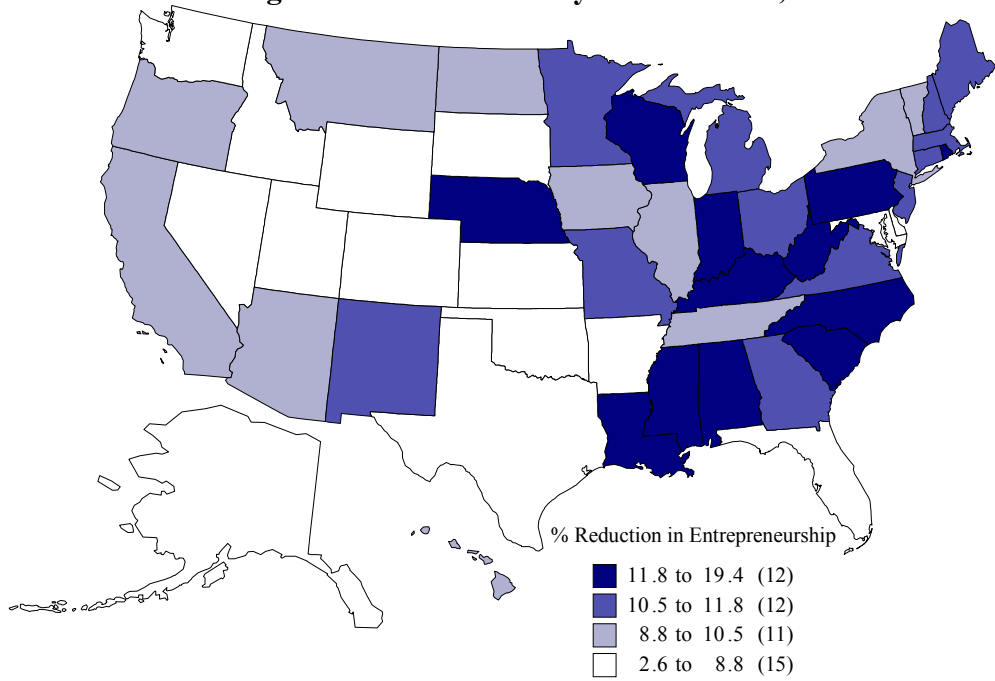 % Reduction in Entrepreneurship
11.8 to 19.4 (12)
10.5 to 11.8 (12)
8.8 to 10.5 (11)
2.6 to 8.8 (15)